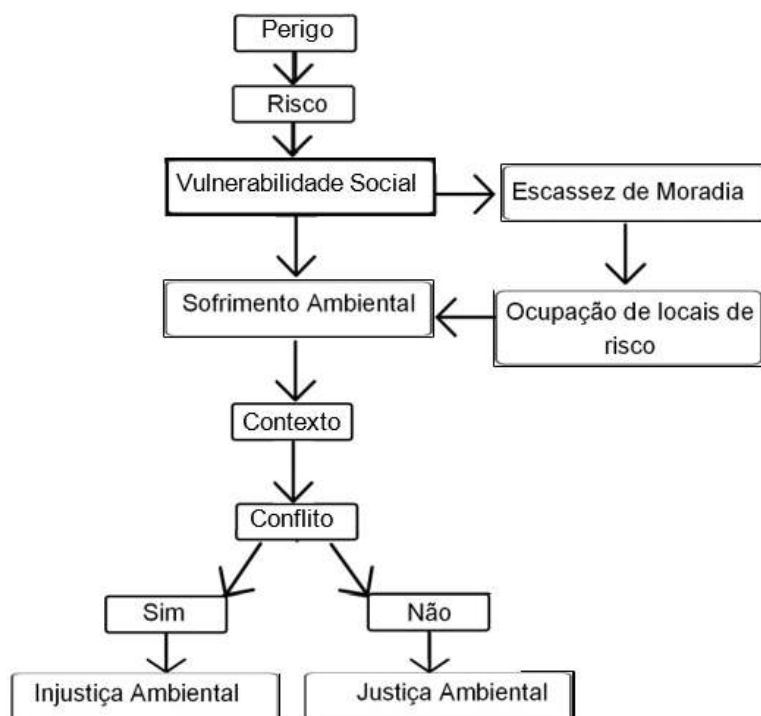 Perigo
Risco
Vulnerabilidade Social
Escassez de Moradia
Sofrimento Ambiental
Ocupação de locais de
risco
Contexto
Conflito
Sim
Não
Injustiça Ambiental
Justiça Ambiental